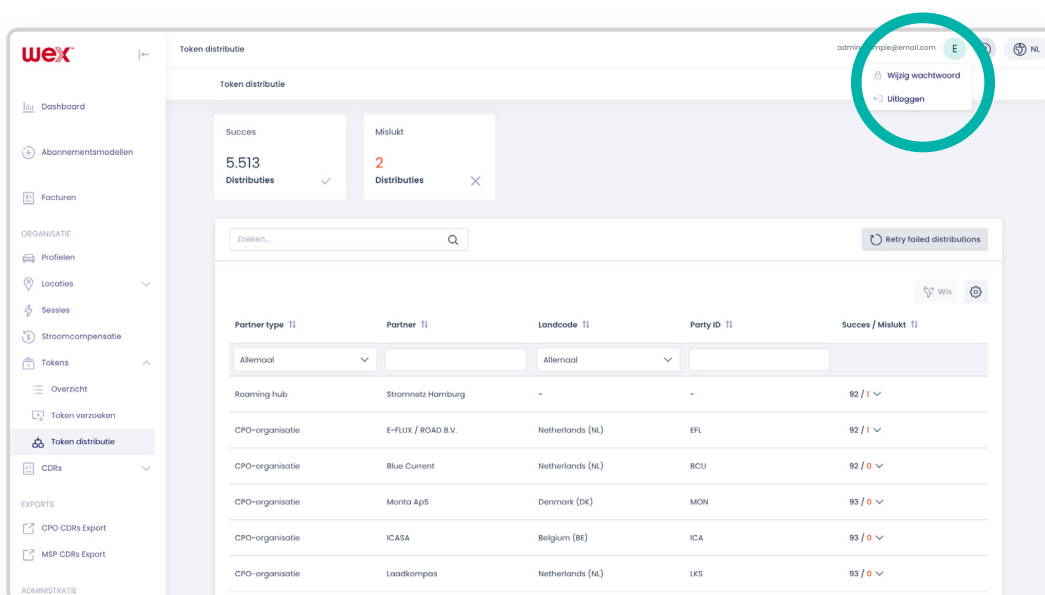 wex
Dashboard
Abonnementsmodellen
Facturen
ORGANISATIE
Profielen
Locaties
Sessies
Stroomcompensatie
Tokens
Overzicht
Token verzoeken
Token distributie
CDRs
EXPORTS
CPO CDRs Export
MSP CDRs Export
ADMINISTRATIE
Token distributie
E
NL
Wijzig wachtwoord
Uitloggen
Token distributie
Succes
5.513
Distributies
Mislukt
2
Distributies
Zoeken...
Retry failed distributions
Wis
Partner type Partner Landcode Party ID Succes / Mislukt
Allemaal Allemaal
Roaming hub Stromnetz Hamburg - - 92 / 1
CPO-organisatie E-FLUX / ROAD B.V. Netherlands (NL) EFL 92 / 1
CPO-organisatie Blue Current Netherlands (NL) BCU 92 / 0
CPO-organisatie Monta ApS Denmark (DK) MON 93 / 0
CPO-organisatie ICASA Belgium (BE) ICA 93 / 0
CPO-organisatie Laadkompas Netherlands (NL) LKS 93 / 0